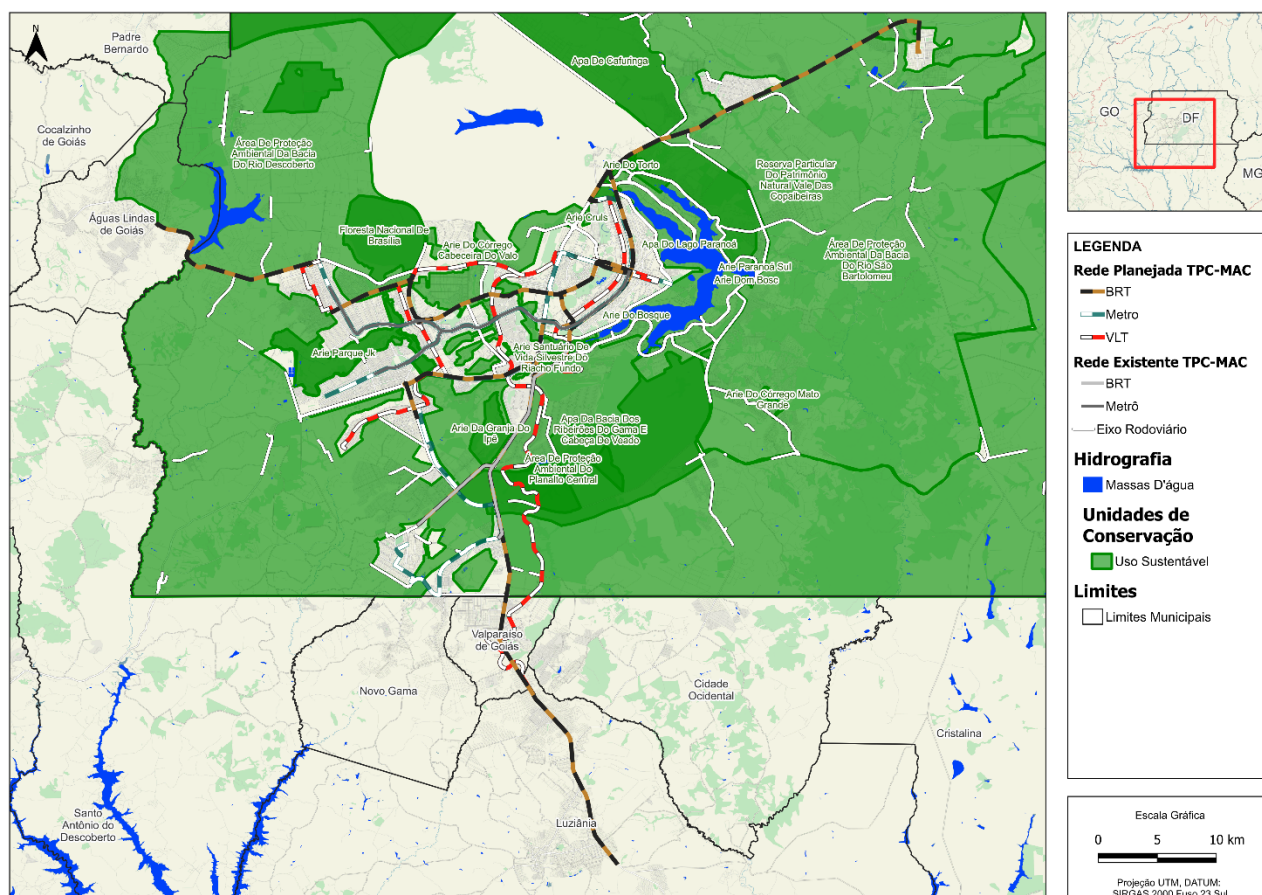 N
Padre
Bernardo
Apa De Cafuringa
Cocalzinho
de Goiás
Área De Proteção
Ambiental Da Bacia
Do Rio Descoberto
Arie Do Torto
Reserva Particular
Do Patrimônio
Natural Vale Das
Copaibeiras
Águas Lindas
de Goiás
Floresta Nacional De
Brasília
Arie Do Córrego
Cabeceira Do Valo
Arie Cruls
Apa Do Lago Paranoá
Área De Proteção
Ambiental Da Bacia
Do Rio São
Bartolomeu
Arie Paranoá Sul
Arie Dom Bosc
Arie Do Bosque
Arie Parque Jk
Arie Santuário De
Vida Silvestre Do
Riacho Fundo
Arie Do Córrego Mato
Grande
Arie Da Granja Do
Ipê
Apa Da Bacia Dos
Ribeirões Do Gama E
Cabeça De Veado
Área De Proteção
Ambiental Do
Planalto Central
Valparaíso
de Goiás
Novo Gama
Cidade
Ocidental
Cristalina
Santo
Antônio do
Descoberto
Luziânia
GO
DF
MG
LEGENDA
Rede Planejada TPC-MAC
BRT
Metro
VLT
Rede Existente TPC-MAC
BRT
Metrô
Eixo Rodoviário
Hidrografia
Massas D'água
Unidades de
Conservação
Uso Sustentável
Limites
Limites Municipais
Escala Gráfica
0 5 10 km
Projeção UTM, DATUM:
SIRGAS 2000 Fuso 23 Sul